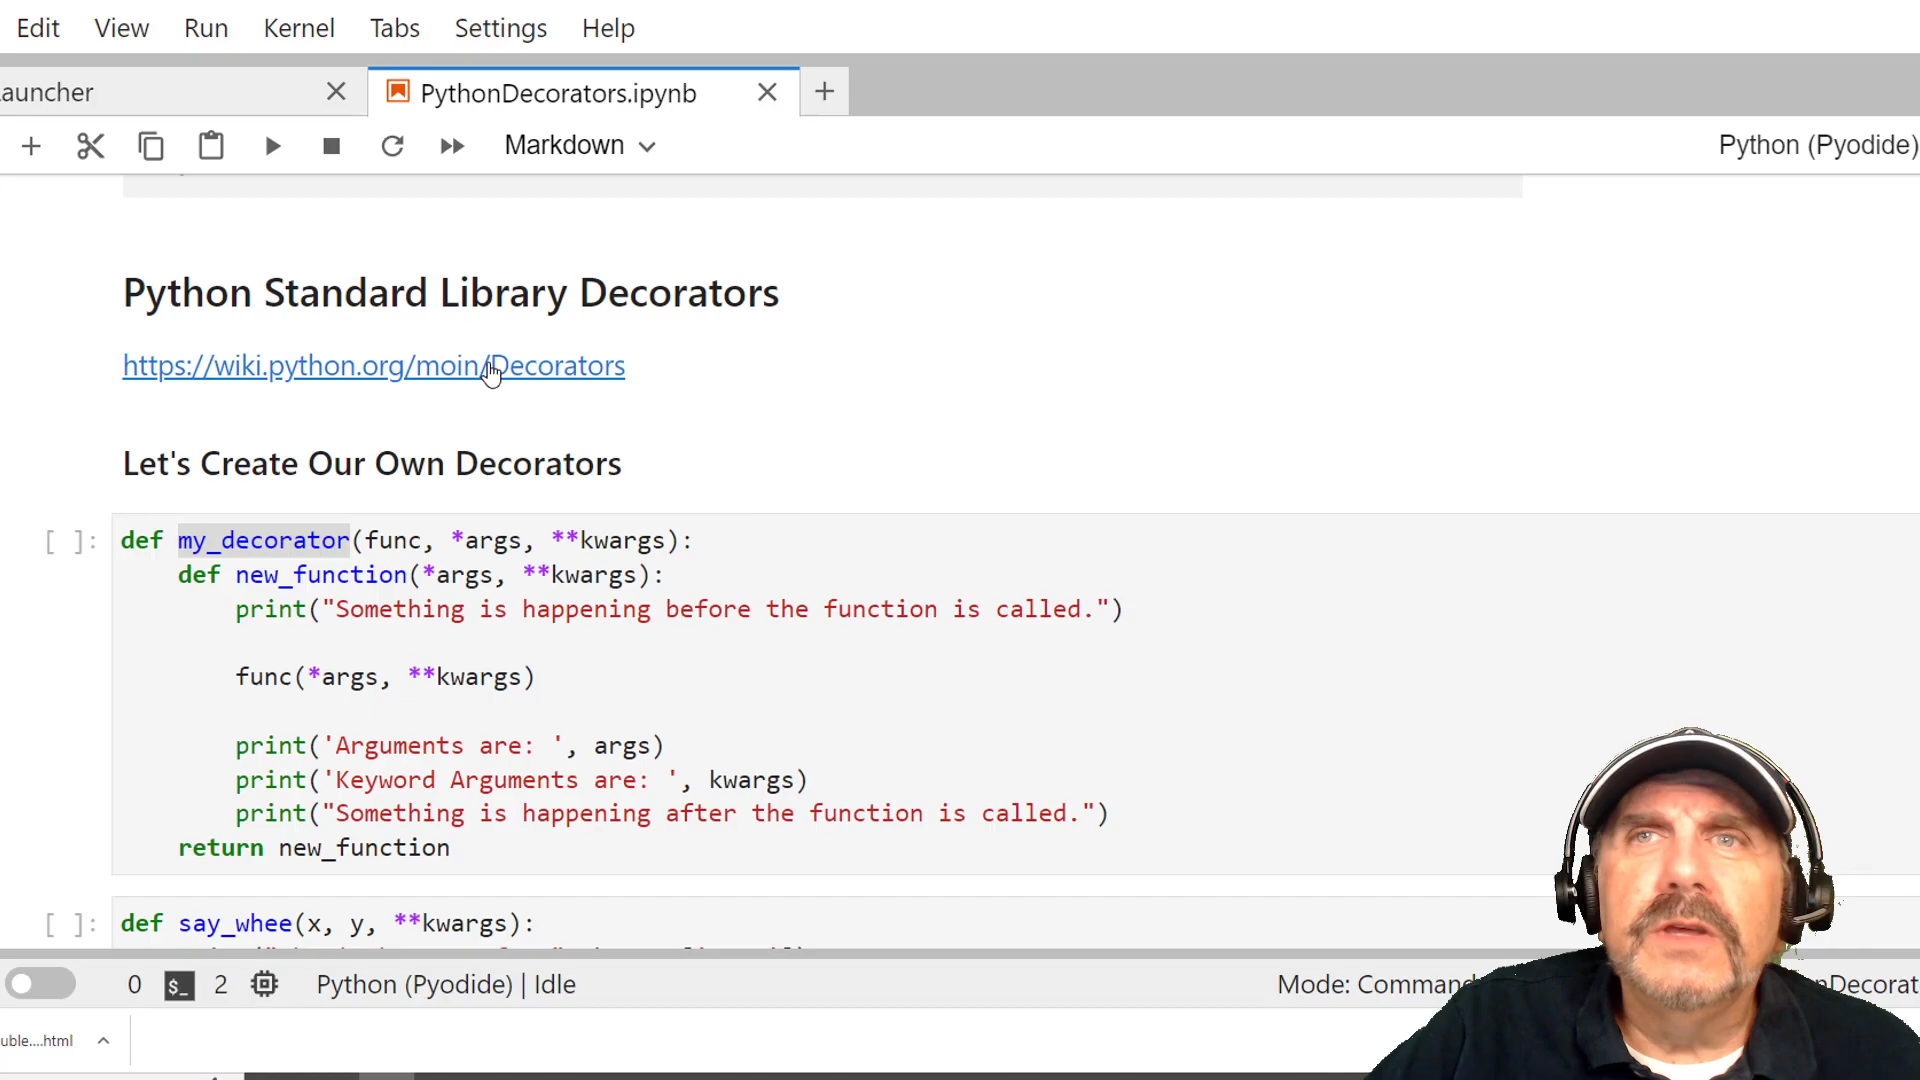 Edit View Run Kernel Tabs Settings Help
auncher PythonDecorators.ipynb
Markdown Python (Pyodide)
Python Standard Library Decorators
https://wiki.python.org/moin/Decorators
Let's Create Our Own Decorators
[ ]: def my_decorator(func, *args, **kwargs):
def new_function(*args, **kwargs):
print("Something is happening before the function is called.")
func(*args, **kwargs)
print('Arguments are: ', args)
print('Keyword Arguments are: ', kwargs)
print("Something is happening after the function is called.")
return new_function
[ ]: def say_whee(x, y, **kwargs):
0 $_ 2 Python (Pyodide) | Idle Mode: Comman nDecorat
uble....html